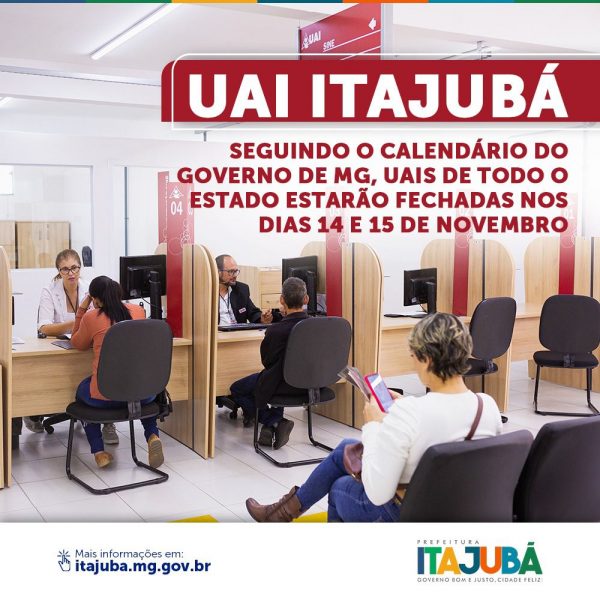 UAI
SINE
UAI ITAJUBÁ
SEGUINDO O CALENDÁRIO DO
GOVERNO DE MG, UAIS DE TODO O
ESTADO ESTARÃO FECHADAS NOS
DIAS 14 E 15 DE NOVEMBRO
04
03
Mais informações em:
itajuba.mg.gov.br
PREFEITURA
ITAJUBÁ
GOVERNO BOM E JUSTO, CIDADE FELIZ!